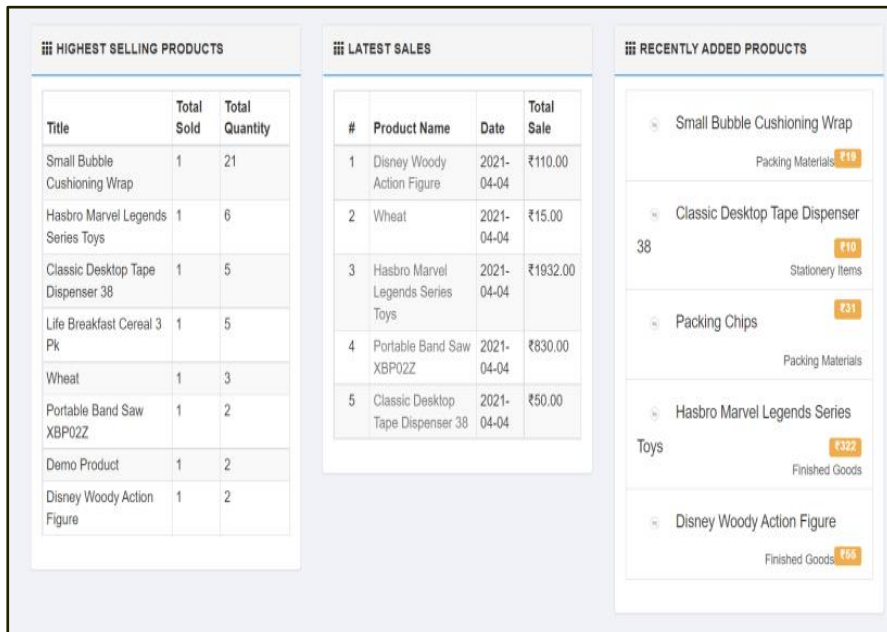 HIGHEST SELLING PRODUCTS
Title Total Sold Total Quantity
Small Bubble Cushioning Wrap 1 21
Hasbro Marvel Legends Series Toys 1 6
Classic Desktop Tape Dispenser 38 1 5
Life Breakfast Cereal 3 Pk 1 5
Wheat 1 3
Portable Band Saw XBP02Z 1 2
Demo Product 1 2
Disney Woody Action Figure 1 2
LATEST SALES
# Product Name Date Total Sale
1 Disney Woody Action Figure 2021-04-04 ₹110.00
2 Wheat 2021-04-04 ₹15.00
3 Hasbro Marvel Legends Series Toys 2021-04-04 ₹1932.00
4 Portable Band Saw XBP02Z 2021-04-04 ₹830.00
5 Classic Desktop Tape Dispenser 38 2021-04-04 ₹50.00
RECENTLY ADDED PRODUCTS
Small Bubble Cushioning Wrap
Packing Materials ₹19
Classic Desktop Tape Dispenser
38 ₹10
Stationery Items
₹31
Packing Chips
Packing Materials
Hasbro Marvel Legends Series
Toys ₹322
Finished Goods
Disney Woody Action Figure
Finished Goods ₹55